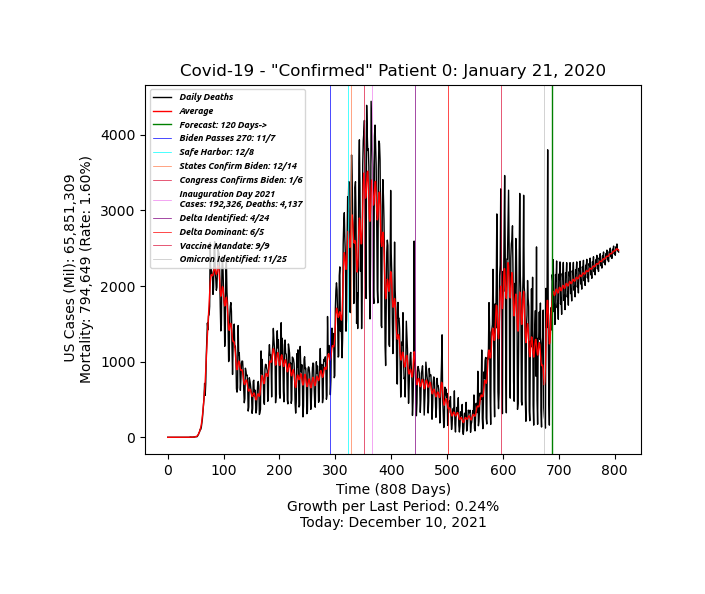 Covid-19 - "Confirmed" Patient 0: January 21, 2020
Daily Deaths
Average
Forecast: 120 Days->
Biden Passes 270: 11/7
Safe Harbor: 12/8
States Confirm Biden: 12/14
Congress Confirms Biden: 1/6
Inauguration Day 2021
Cases: 192,326, Deaths: 4,137
Delta Identified: 4/24
Delta Dominant: 6/5
Vaccine Mandate: 9/9
Omicron Identified: 11/25
US Cases (Mil): 65,851,309
Mortality: 794,649 (Rate: 1.60%)
4000
3000
2000
1000
0
0 100 200 300 400 500 600 700 800
Time (808 Days)
Growth per Last Period: 0.24%
Today: December 10, 2021